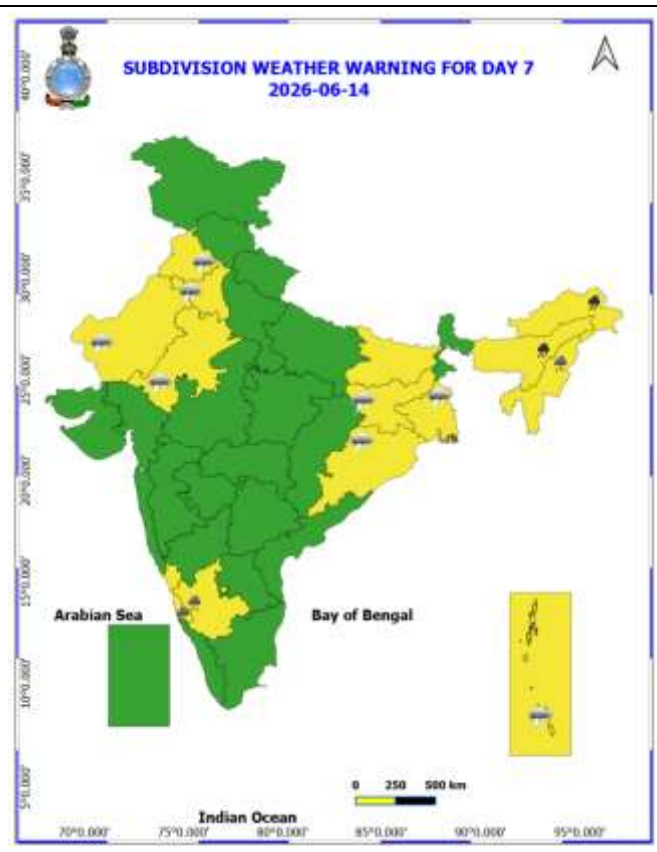 SUBDIVISION WEATHER WARNING FOR DAY 7
2026-06-14
40°0.000'
35°0.000'
30°0.000'
25°0.000'
20°0.000'
15°0.000'
10°0.000'
5°0.000'
Arabian Sea
Bay of Bengal
0 250 500 km
Indian Ocean
70°0.000' 75°0.000' 80°0.000' 85°0.000' 90°0.000' 95°0.000'